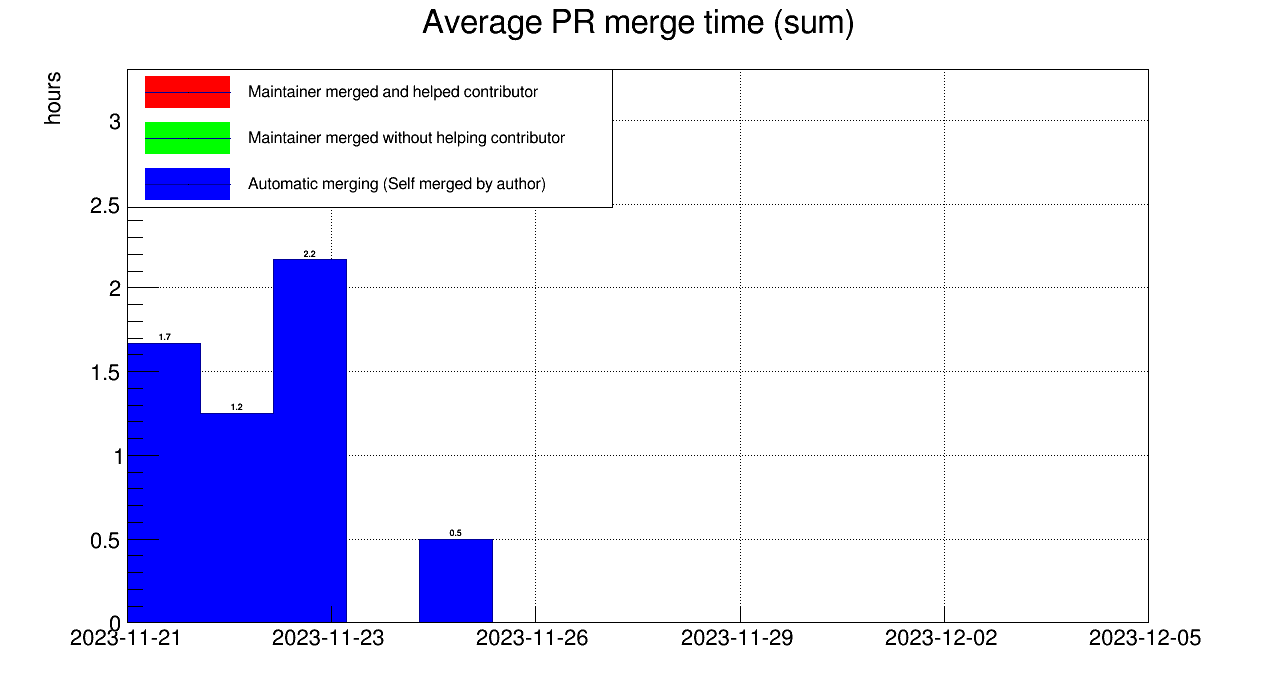 Average PR merge time (sum)
hours
Maintainer merged and helped contributor
Maintainer merged without helping contributor
Automatic merging (Self merged by author)
3
2.5
2
1.5
1
0.5
0
1.7
1.2
2.2
0.5
2023-11-21 2023-11-23 2023-11-26 2023-11-29 2023-12-02 2023-12-05